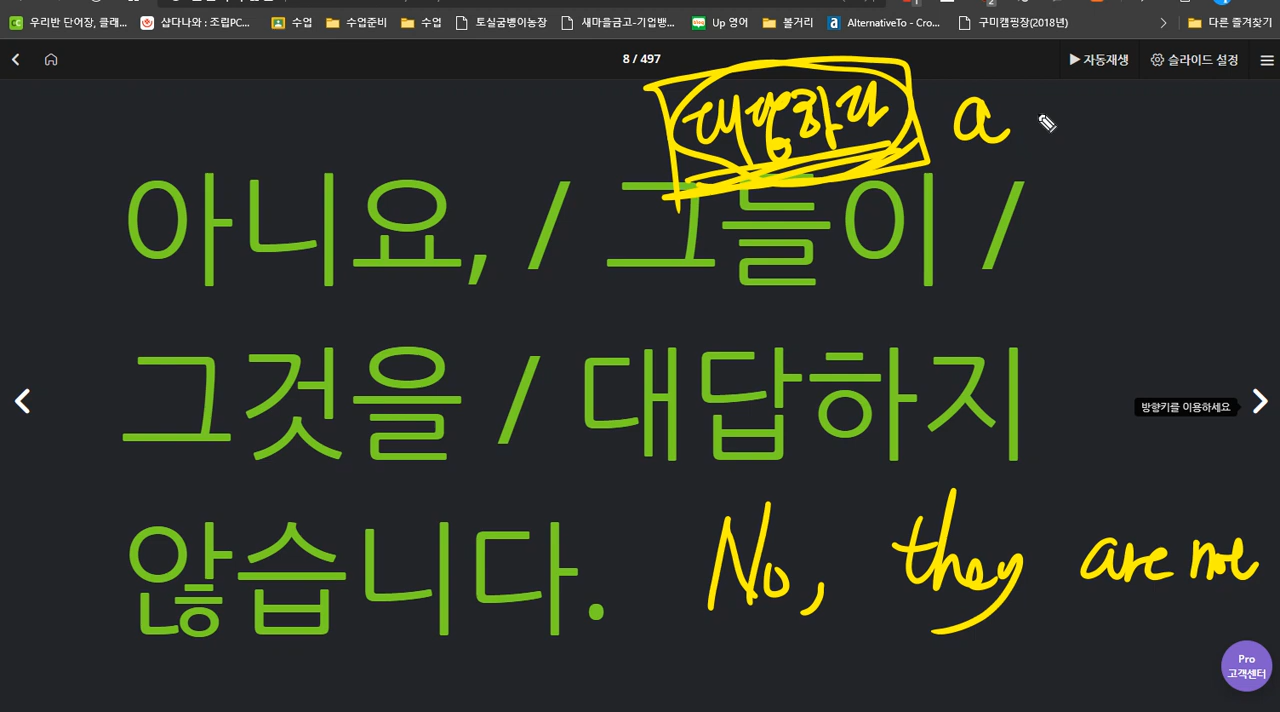 우리반 단어장, 클래... 샵다나와 : 조립PC... 수업 수업준비 수업 토실굼뱅이농장 새마을금고-기업뱅... Up 영어 볼거리 AlternativeTo - Cro... 구미캠핑장(2018년) 다른 즐겨찾기
8 / 497 자동재생 슬라이드 설정
대답하다 a
아니요, / 그들이 /
그것을 / 대답하지
방향키를 이용하세요
않습니다.
No, they are not
Pro
고객센터